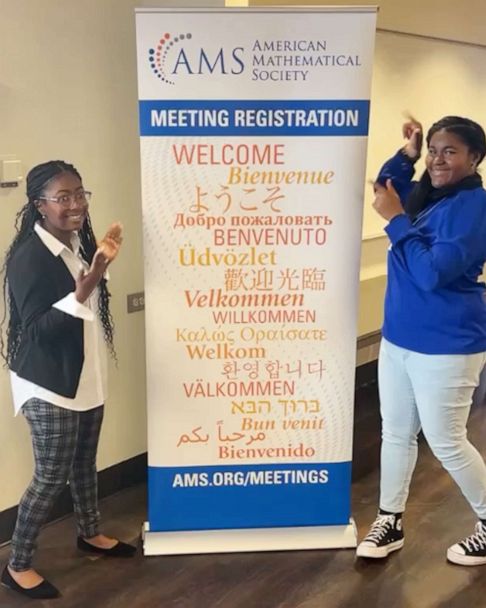 AMS
AMERICAN
MATHEMATICAL
SOCIETY
MEETING REGISTRATION
WELCOME
Bienvenue
ようこそ
Добро пожаловать
BENVENUTO
Üdvözlet
歡迎光臨
Velkommen
WILLKOMMEN
Καλώς Ορίσατε
Welkom
환영합니다
VÄLKOMMEN
ברוך הבא
Bun venit
مرحباً بكم
Bienvenido
AMS.ORG/MEETINGS